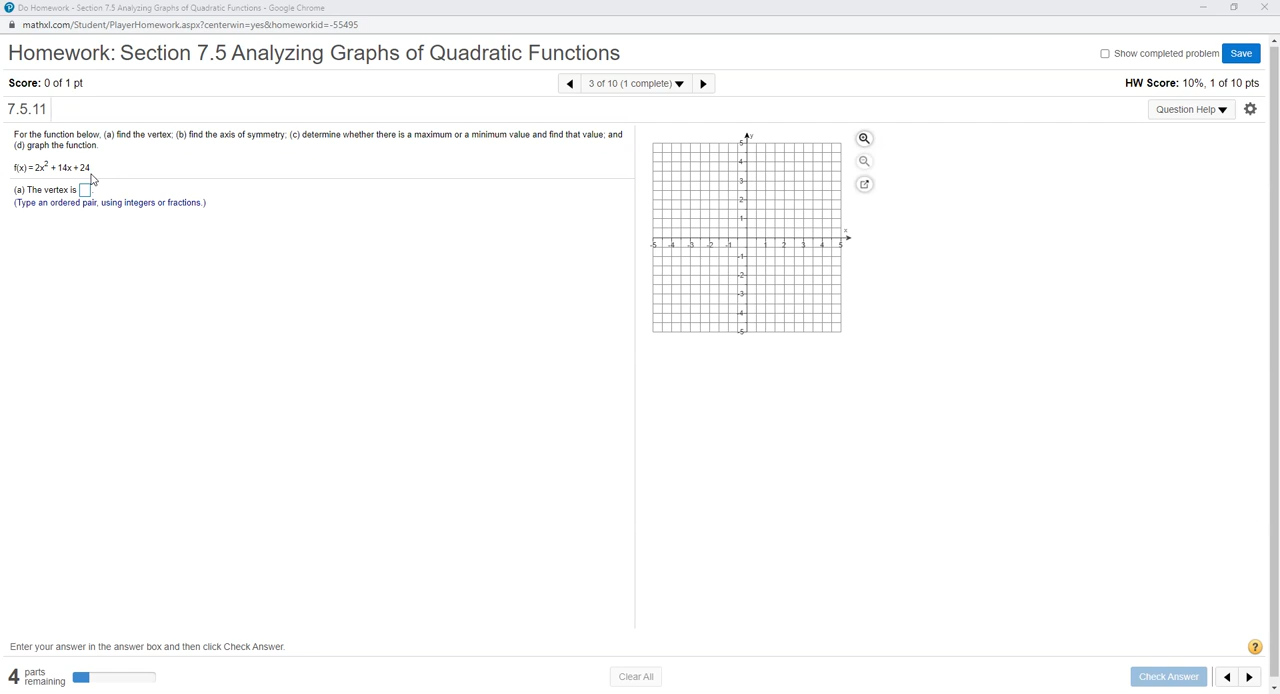 Do Homework - Section 7.5 Analyzing Graphs of Quadratic Functions - Google Chrome
mathxl.com/Student/PlayerHomework.aspx?centerwin=yes&homeworkid=-55495
Homework: Section 7.5 Analyzing Graphs of Quadratic Functions
Show completed problem
Save
Score: 0 of 1 pt
3 of 10 (1 complete)
HW Score: 10%, 1 of 10 pts
7.5.11
Question Help
For the function below, (a) find the vertex; (b) find the axis of symmetry; (c) determine whether there is a maximum or a minimum value and find that value; and
(d) graph the function.
f(x) = 2x² + 14x + 24
(a) The vertex is .
(Type an ordered pair, using integers or fractions.)
y
5
4
3
2
1
x
-5 -4 -3 -2 -1 1 2 3 4 5
-1
-2
-3
-4
-5
Enter your answer in the answer box and then click Check Answer.
?
4 parts
remaining
Clear All
Check Answer